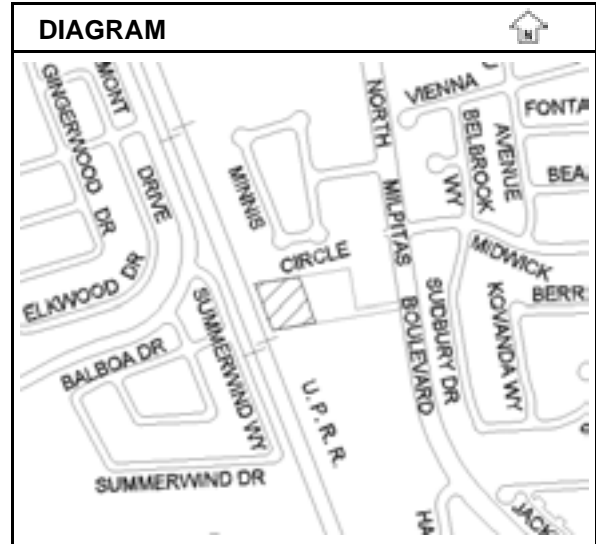 DIAGRAM
N
GINGERWOOD DR
MONT
DRIVE
ELKWOOD DR
BALBOA DR
SUMMERWIND WY
SUMMERWIND DR
MINNIS
CIRCLE
U.P.R.R.
NORTH MILPITAS BOULEVARD
VIENNA
FONTA
BELBROOK
WY
AVENUE
BEA
MIDWICK
BERR
SUDBURY DR
KOVANDA WY
HA
JACK